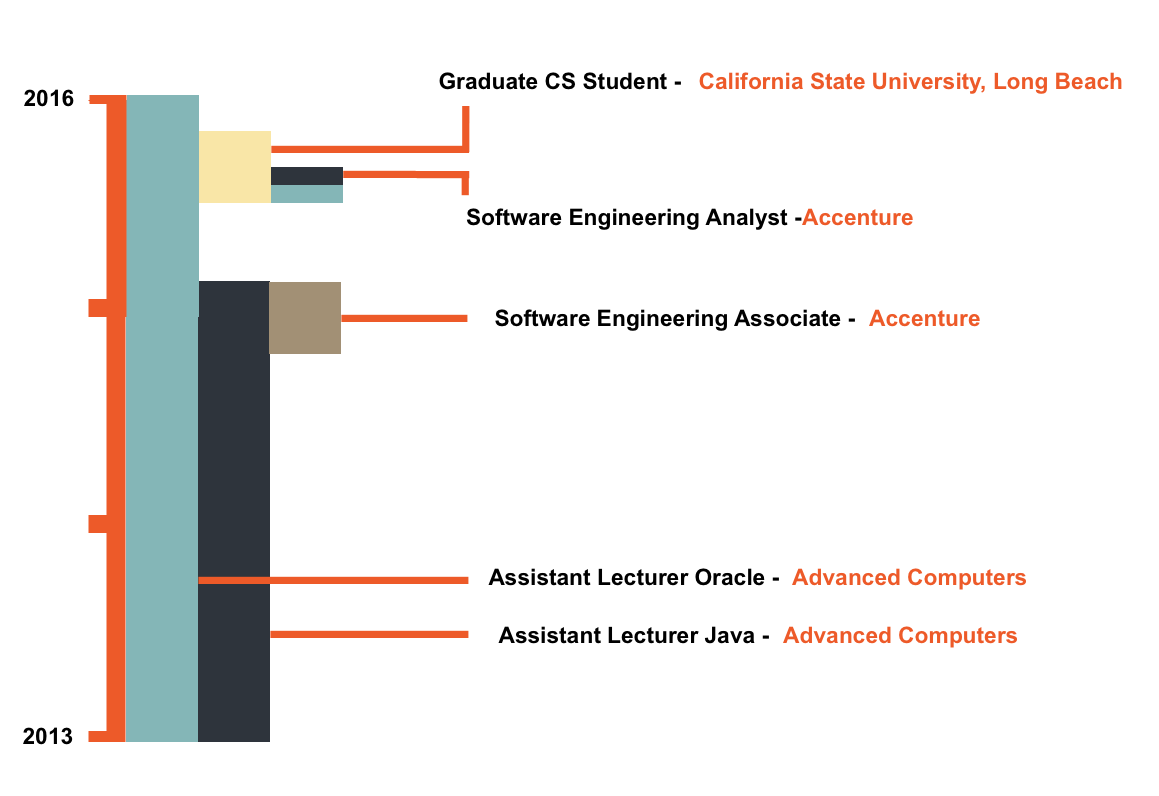 Graduate CS Student - California State University, Long Beach
2016
Software Engineering Analyst -Accenture
Software Engineering Associate - Accenture
Assistant Lecturer Oracle - Advanced Computers
Assistant Lecturer Java - Advanced Computers
2013